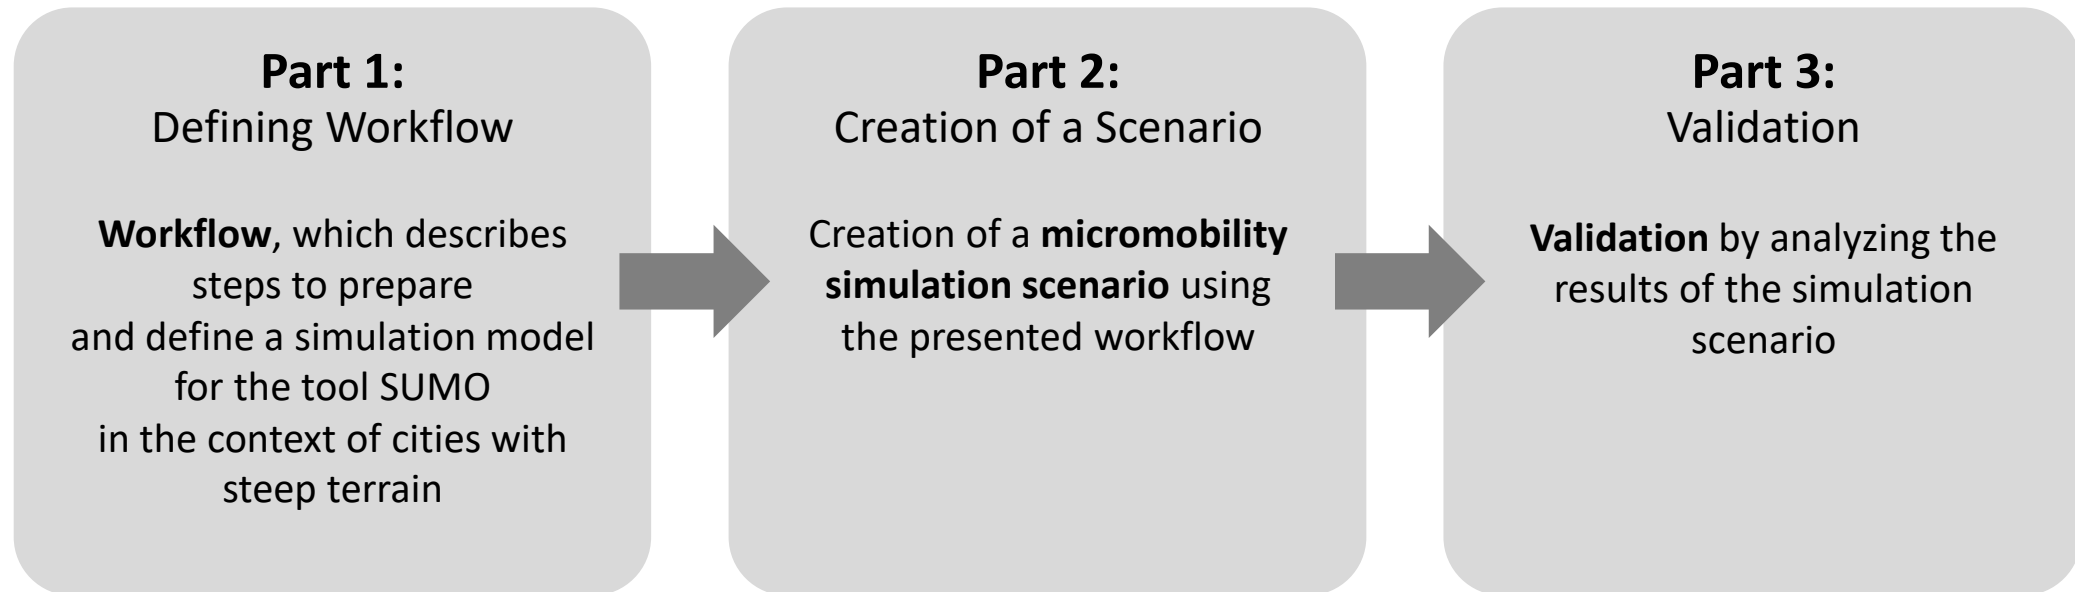 Part 1:
Defining Workflow
Workflow, which describes
steps to prepare
and define a simulation model
for the tool SUMO
in the context of cities with
steep terrain
Part 2:
Creation of a Scenario
Creation of a micromobility
simulation scenario using
the presented workflow
Part 3:
Validation
Validation by analyzing the
results of the simulation
scenario